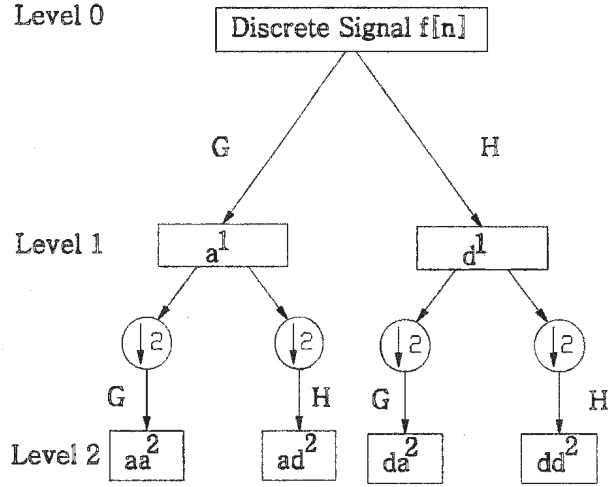 Level 0
Discrete Signal f[n]
G H
Level 1 a¹ d¹
↓2 ↓2 ↓2 ↓2
G H G H
Level 2 aa² ad² da² dd²